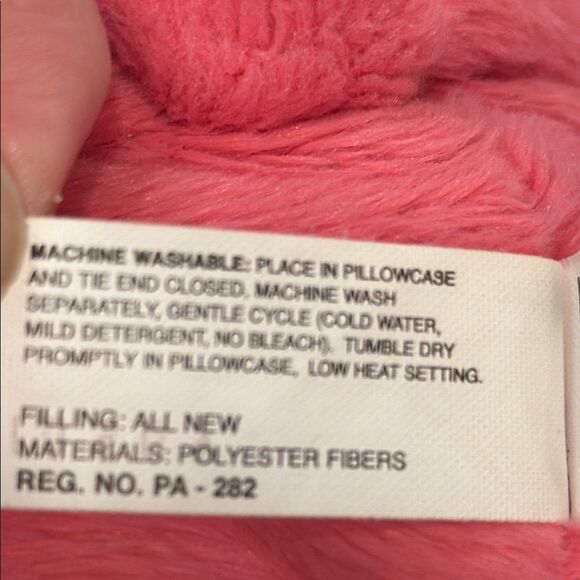 MACHINE WASHABLE: PLACE IN PILLOWCASE
AND TIE END CLOSED. MACHINE WASH
SEPARATELY, GENTLE CYCLE (COLD WATER,
MILD DETERGENT, NO BLEACH). TUMBLE DRY
PROMPTLY IN PILLOWCASE, LOW HEAT SETTING.
FILLING: ALL NEW
MATERIALS: POLYESTER FIBERS
REG. NO. PA - 282